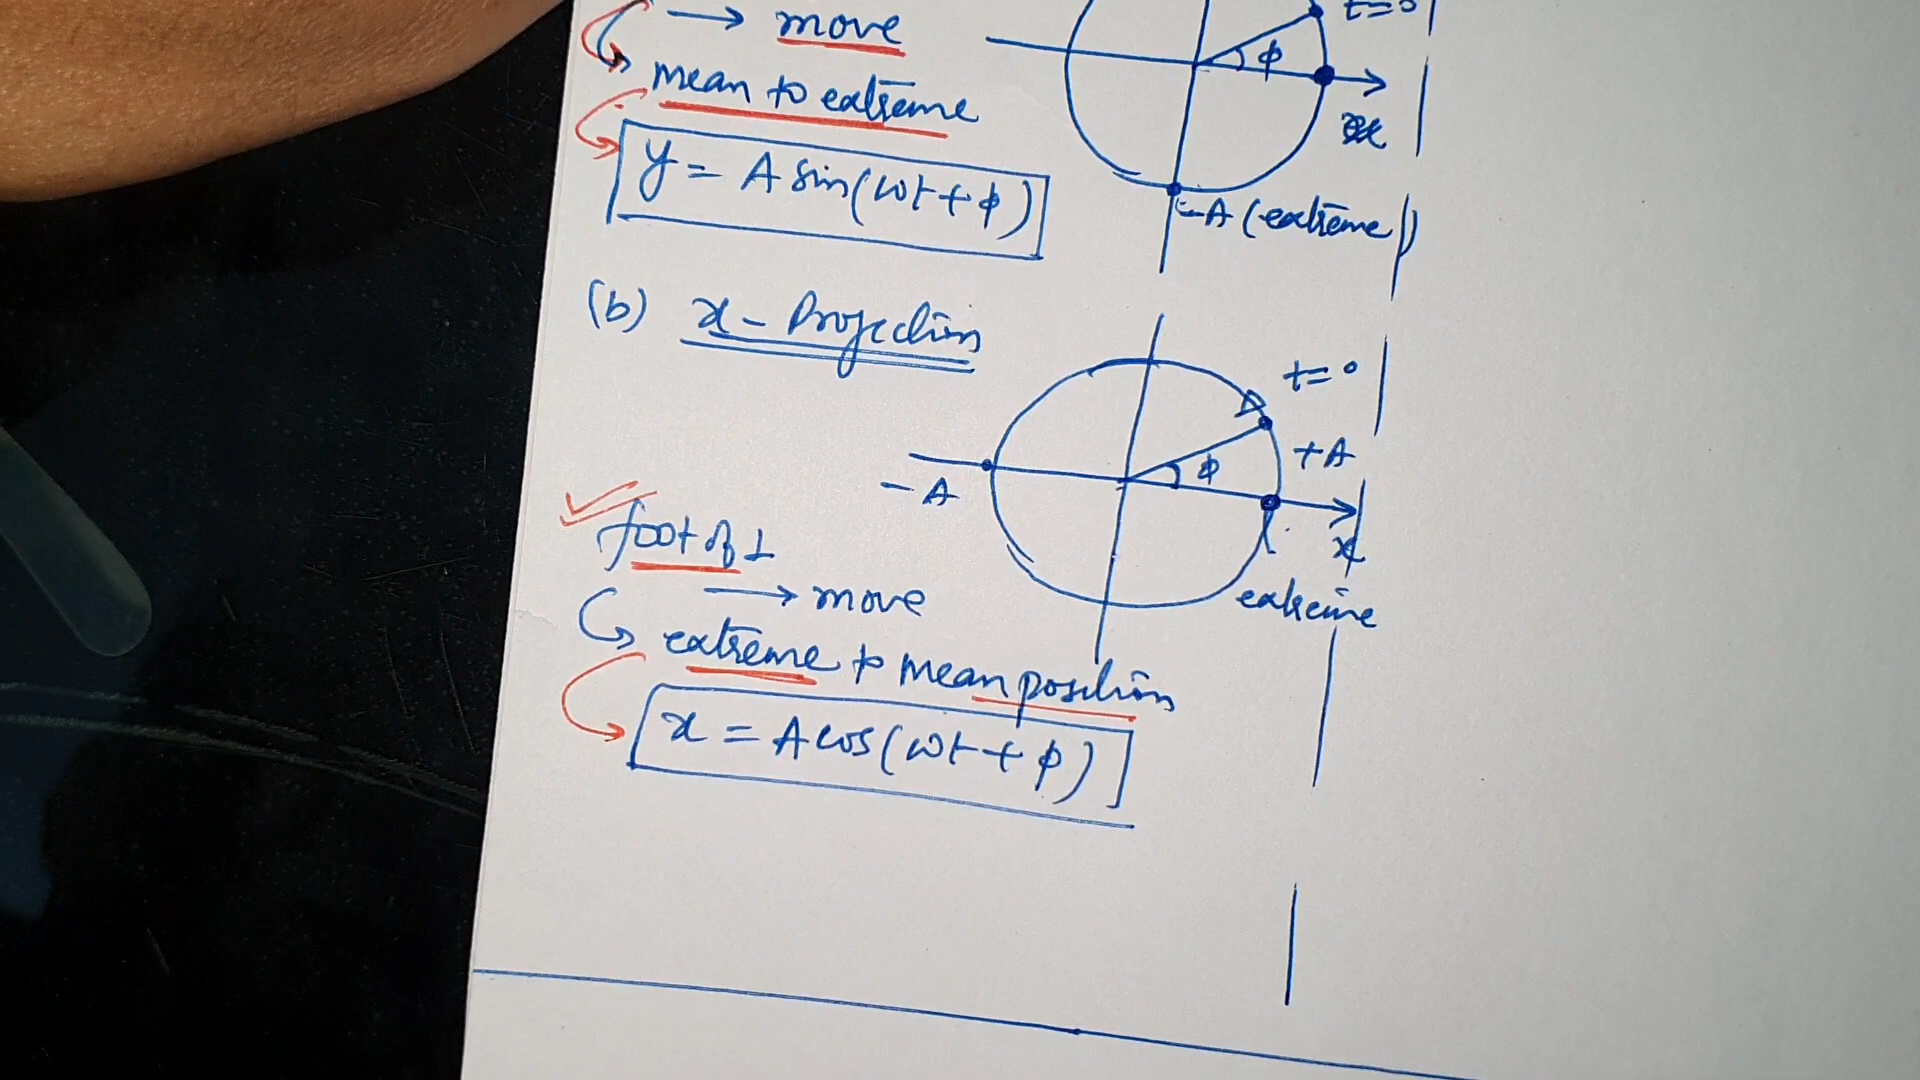 → move t=0
mean to extreme ϕ
x
y = A sin(ωt + ϕ)
-A (extreme)
(b) x - Projection
t=0
+A
ϕ
-A
x
foot of ⊥
→ move
extreme
extreme to mean position
x = A cos(ωt + ϕ)